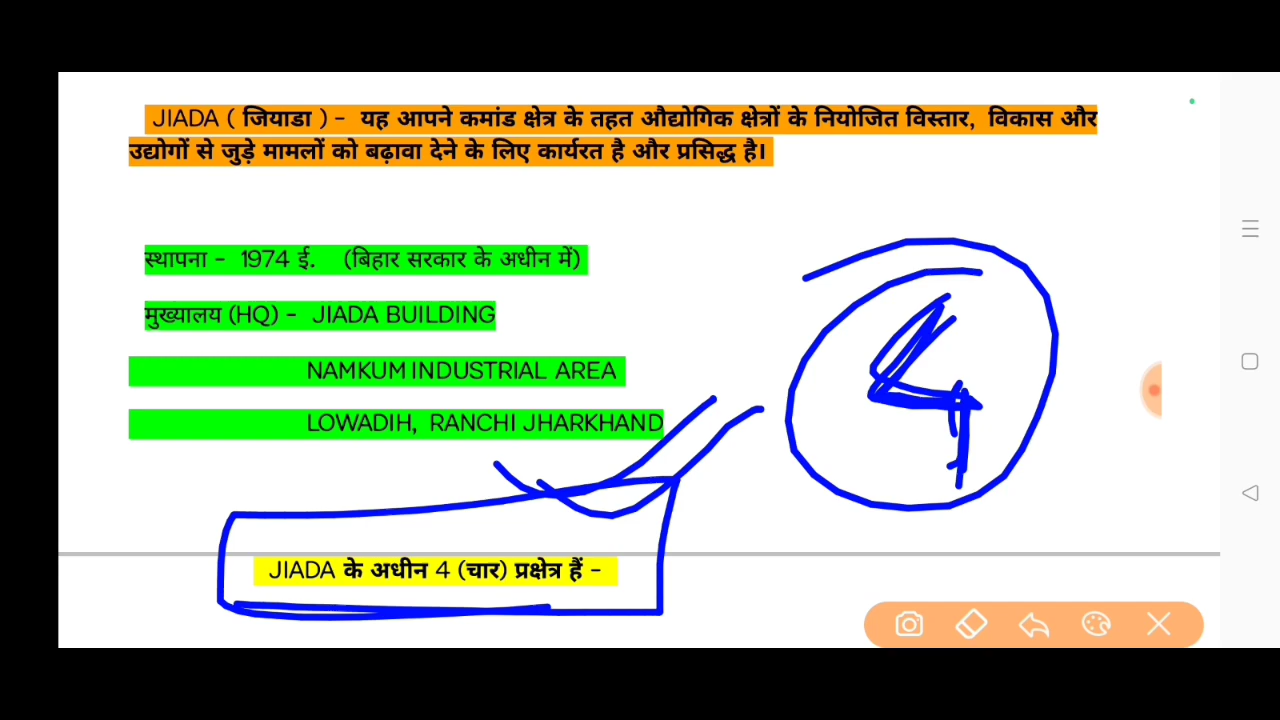 JIADA ( जियाडा ) - यह आपने कमांड क्षेत्र के तहत औद्योगिक क्षेत्रों के नियोजित विस्तार, विकास और
उद्योगों से जुड़े मामलों को बढ़ावा देने के लिए कार्यरत है और प्रसिद्ध है।
स्थापना - 1974 ई. (बिहार सरकार के अधीन में)
मुख्यालय (HQ) - JIADA BUILDING
NAMKUM INDUSTRIAL AREA
LOWADIH, RANCHI JHARKHAND
4
JIADA के अधीन 4 (चार) प्रक्षेत्र हैं -